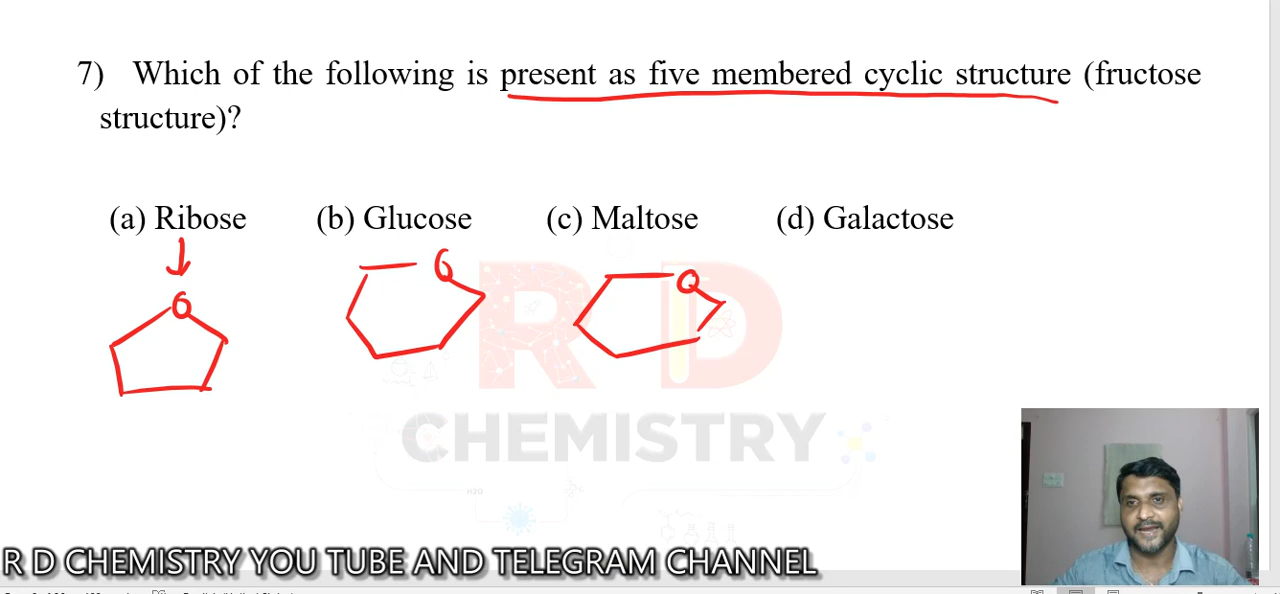 7) Which of the following is present as five membered cyclic structure (fructose
structure)?
(a) Ribose (b) Glucose (c) Maltose (d) Galactose
O O O
R D
CHEMISTRY
H2O
R D CHEMISTRY YOU TUBE AND TELEGRAM CHANNEL